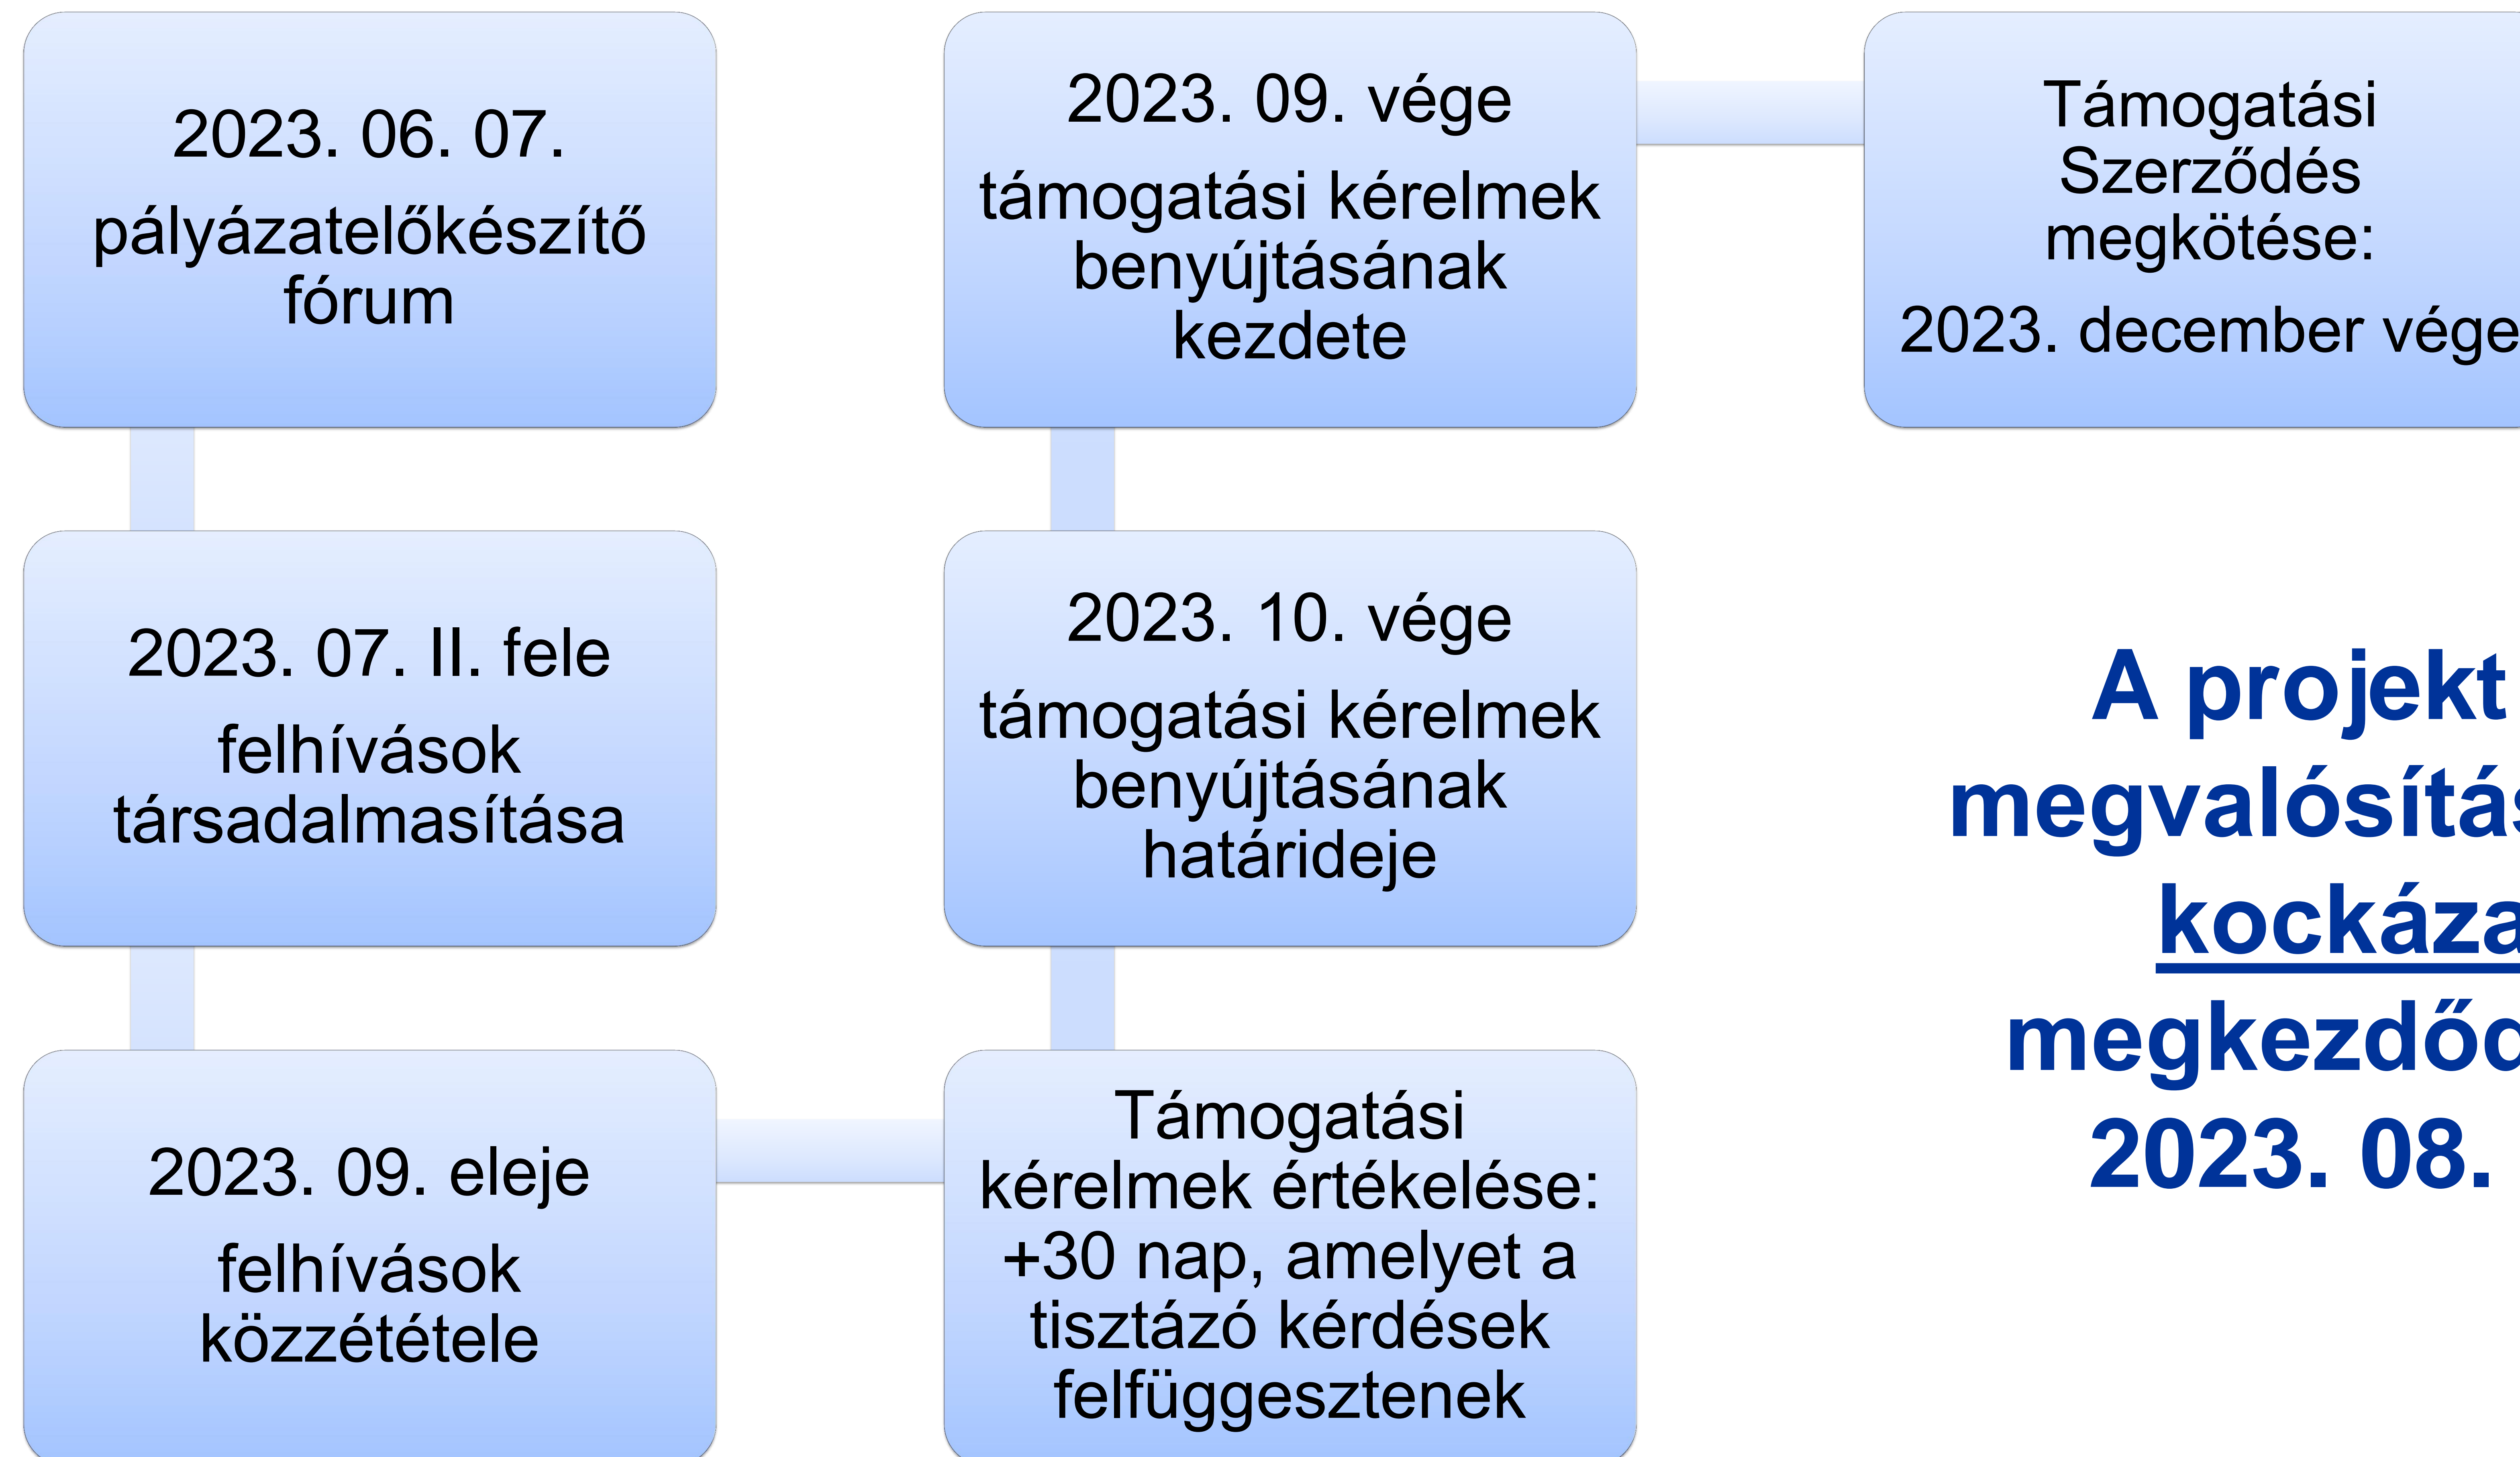 2023. 06. 07.
pályázatelőkészítő
fórum
2023. 07. II. fele
felhívások
társadalmasítása
2023. 09. eleje
felhívások
közzététele
2023. 09. vége
támogatási kérelmek
benyújtásának
kezdete
2023. 10. vége
támogatási kérelmek
benyújtásának
határideje
Támogatási
kérelmek értékelése:
+30 nap, amelyet a
tisztázó kérdések
felfüggesztenek
Támogatási
Szerződés
megkötése:
2023. december vége
A projekt
2023. 08.